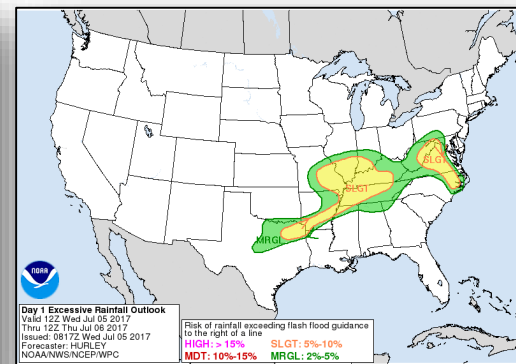 SLGT
SLGT
MRGL
NOAA
Day 1 Excessive Rainfall Outlook
Valid 12Z Wed Jul 05 2017
Thru 12Z Thu Jul 06 2017
Issued: 0817Z Wed Jul 05 2017
Forecaster: HURLEY
NOAA/NWS/NCEP/WPC
Risk of rainfall exceeding flash flood guidance
to the right of a line
HIGH: > 15% SLGT: 5%-10%
MDT: 10%-15% MRGL: 2%-5%